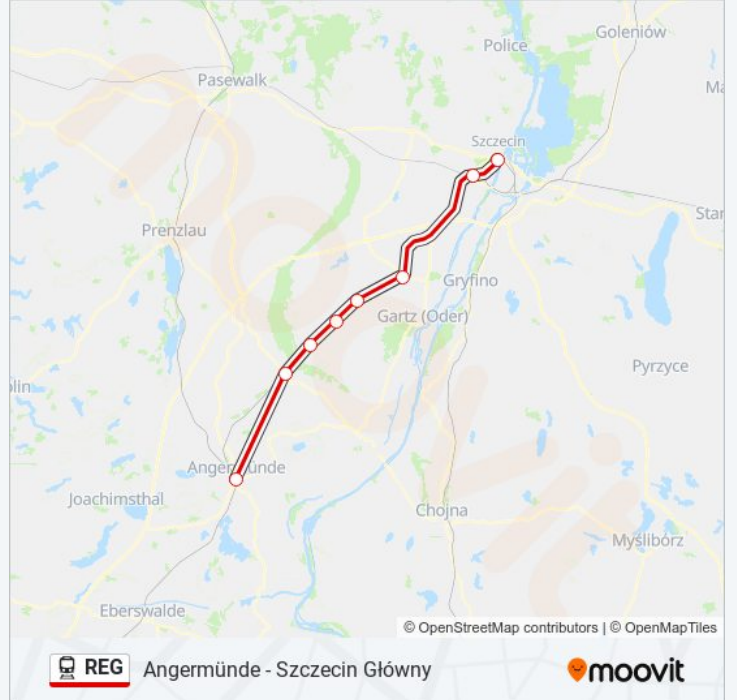 Goleniów
Police
Pasewalk
Ma
Szczecin
Star
Prenzlau
Gryfino
Gartz (Oder)
Pyrzyce
lin
Angermünde
Joachimsthal
Chojna
Myślibórz
Eberswalde
© OpenStreetMap contributors | © OpenMapTiles
REG Angermünde - Szczecin Główny
moovit
moovit